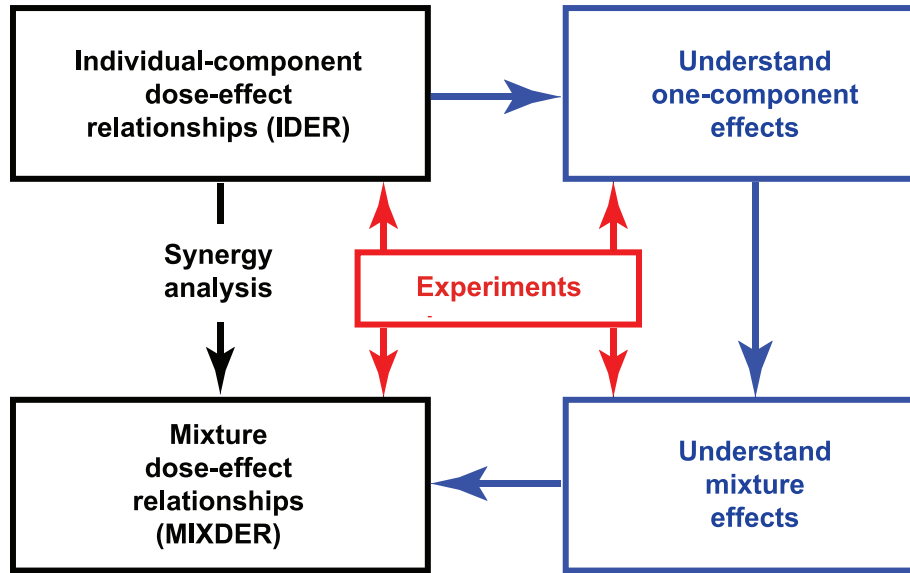 Individual-component
dose-effect
relationships (IDER)
Understand
one-component
effects
Synergy
analysis
Experiments
Mixture
dose-effect
relationships
(MIXDER)
Understand
mixture
effects